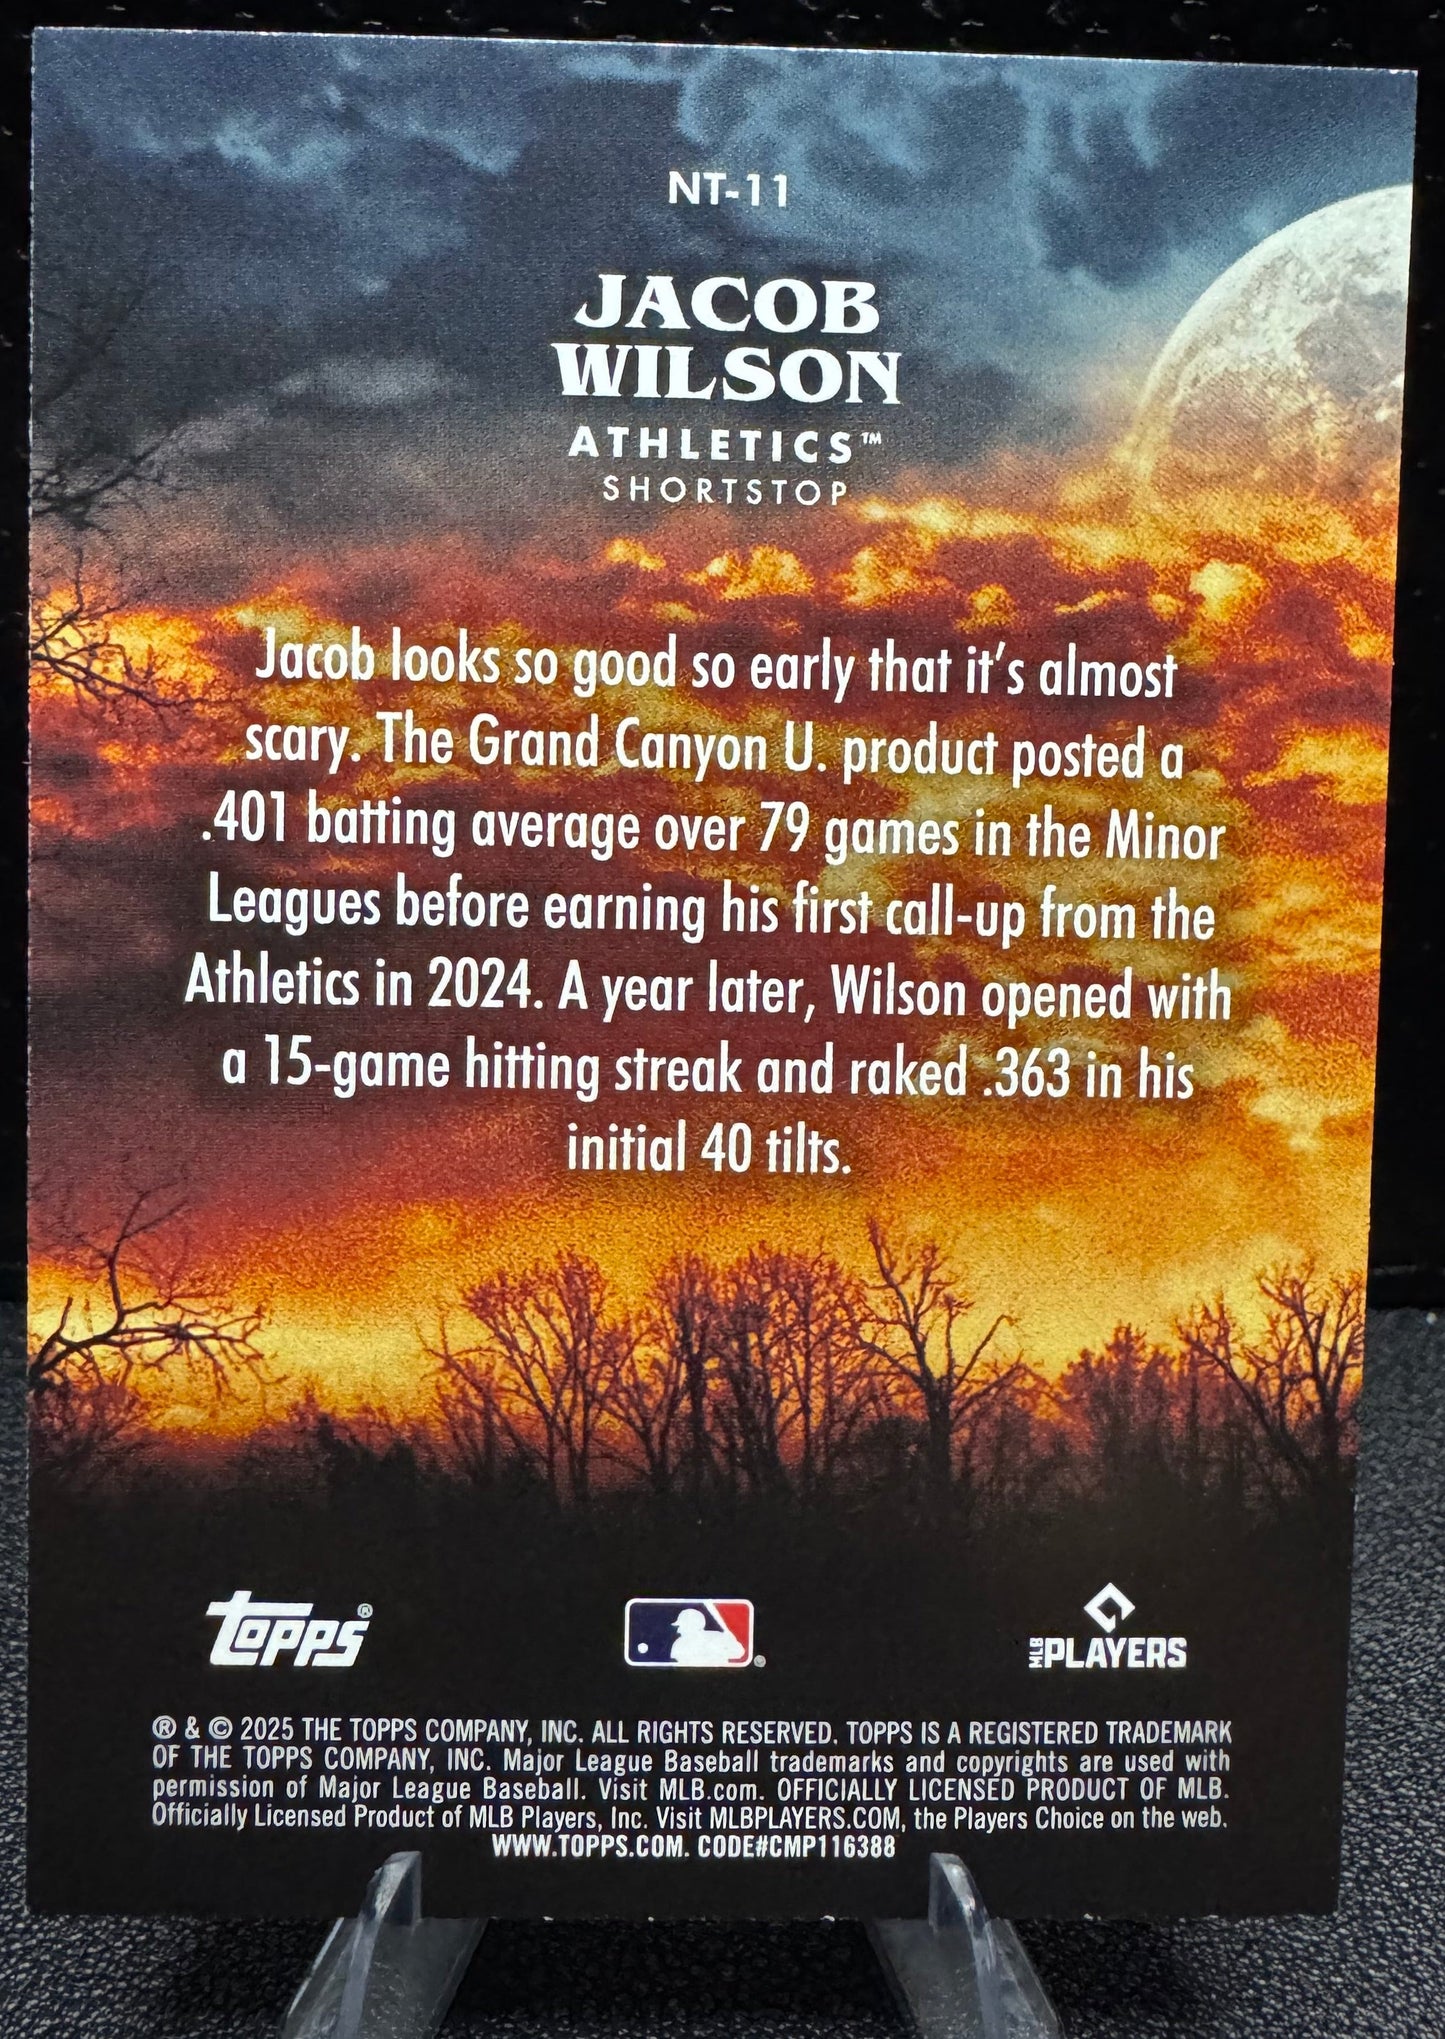 NT-11
JACOB
WILSON
ATHLETICS™
SHORTSTOP
Jacob looks so good so early that it's almost
scary. The Grand Canyon U. product posted a
.401 batting average over 79 games in the Minor
Leagues before earning his first call-up from the
Athletics in 2024. A year later, Wilson opened with
a 15-game hitting streak and raked .363 in his
initial 40 tilts.
topps®
®
MLB PLAYERS
® & © 2025 THE TOPPS COMPANY, INC. ALL RIGHTS RESERVED. TOPPS IS A REGISTERED TRADEMARK
OF THE TOPPS COMPANY, INC. Major League Baseball trademarks and copyrights are used with
permission of Major League Baseball. Visit MLB.com. OFFICIALLY LICENSED PRODUCT OF MLB.
Officially Licensed Product of MLB Players, Inc. Visit MLBPLAYERS.COM, the Players Choice on the web.
WWW.TOPPS.COM. CODE#CMP116388